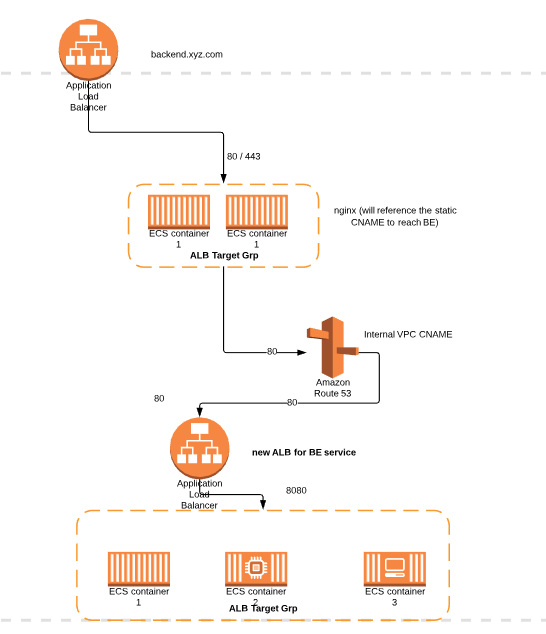 backend.xyz.com
Application
Load
Balancer
80 / 443
nginx (will reference the static
CNAME to reach BE)
ECS container
1
ECS container
1
ALB Target Grp
Internal VPC CNAME
80
Amazon
Route 53
80
80
new ALB for BE service
Application
Load
Balancer
8080
ECS container
1
ECS container
2
ECS container
3
ALB Target Grp